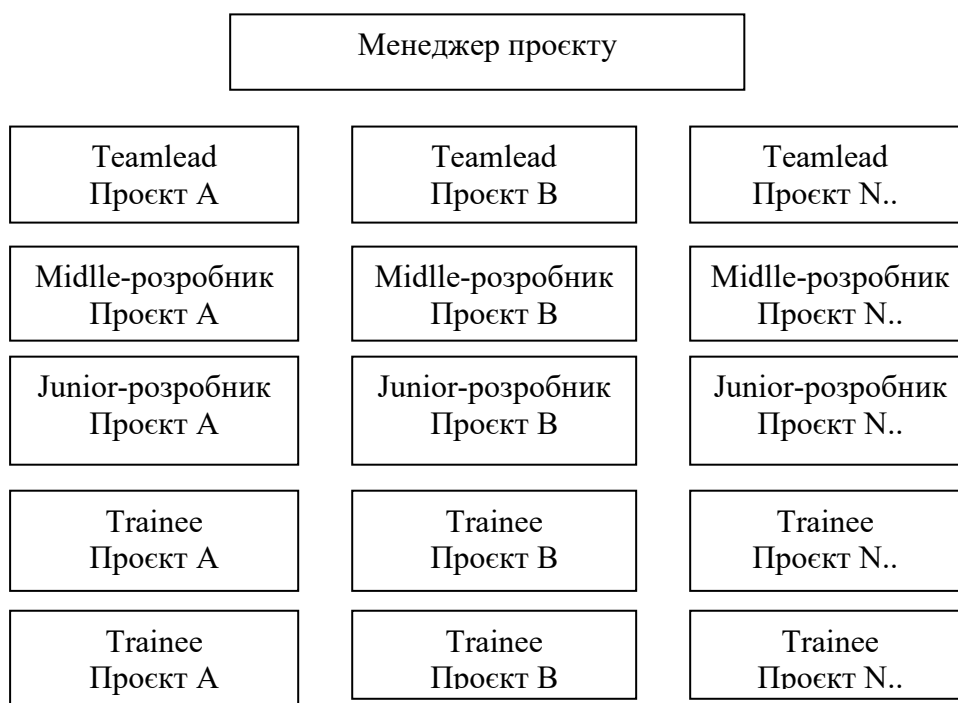 Менеджер проєкту
Teamlead
Проєкт A
Teamlead
Проєкт B
Teamlead
Проєкт N..
Midlle-розробник
Проєкт A
Midlle-розробник
Проєкт B
Midlle-розробник
Проєкт N..
Junior-розробник
Проєкт A
Junior-розробник
Проєкт B
Junior-розробник
Проєкт N..
Trainee
Проєкт A
Trainee
Проєкт B
Trainee
Проєкт N..
Trainee
Проєкт A
Trainee
Проєкт B
Trainee
Проєкт N..